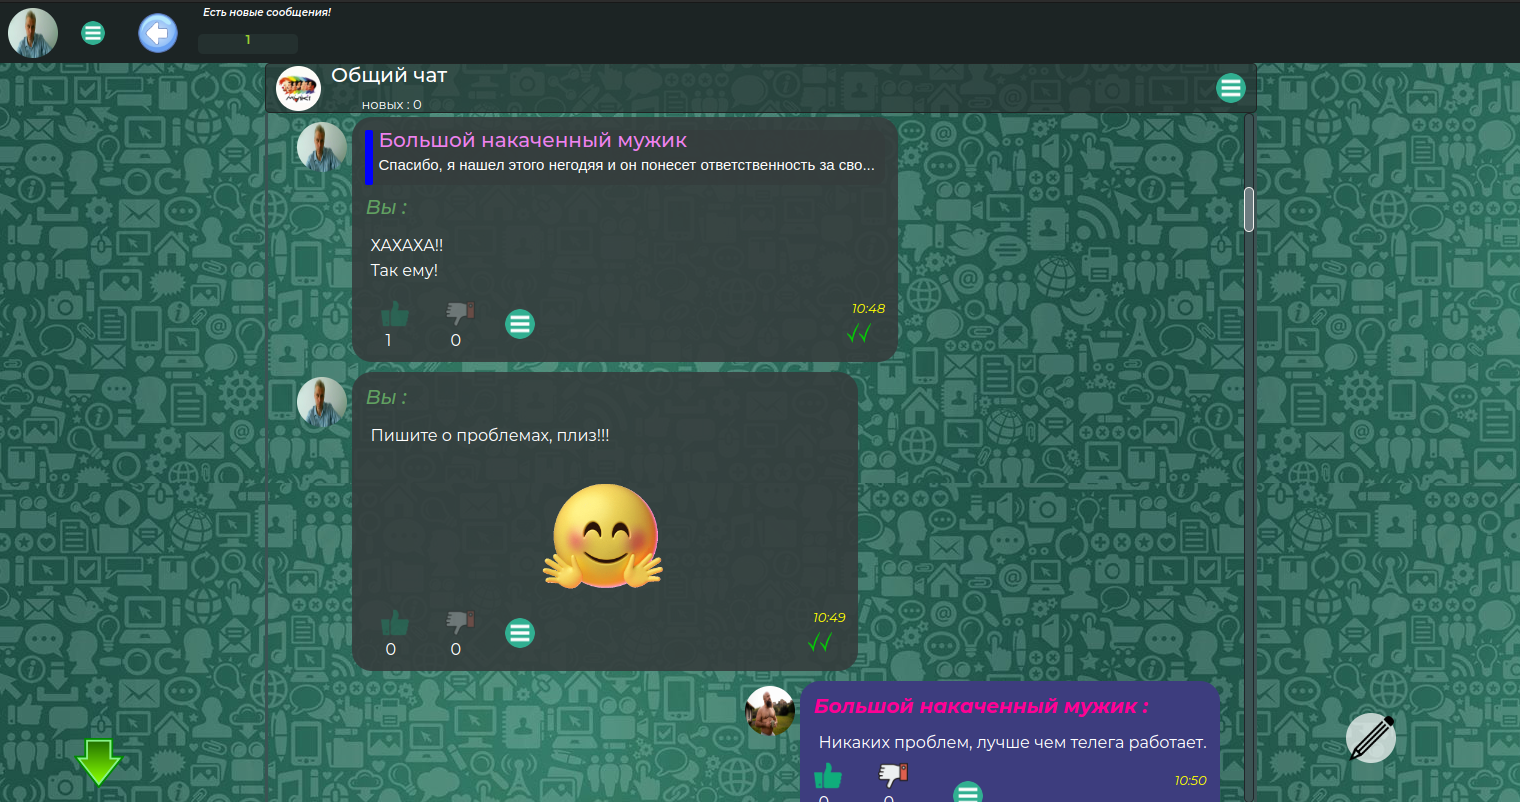 Есть новые сообщения!
1
Общий чат
новых : 0
Большой накаченный мужик
Спасибо, я нашел этого негодяя и он понесет ответственность за сво...
Вы :
ХАХАХА!!
Так ему!
10:48
1 0
Вы :
Пишите о проблемах, плиз!!!
10:49
0 0
Большой накаченный мужик :
Никаких проблем, лучше чем телега работает.
10:50
0 0